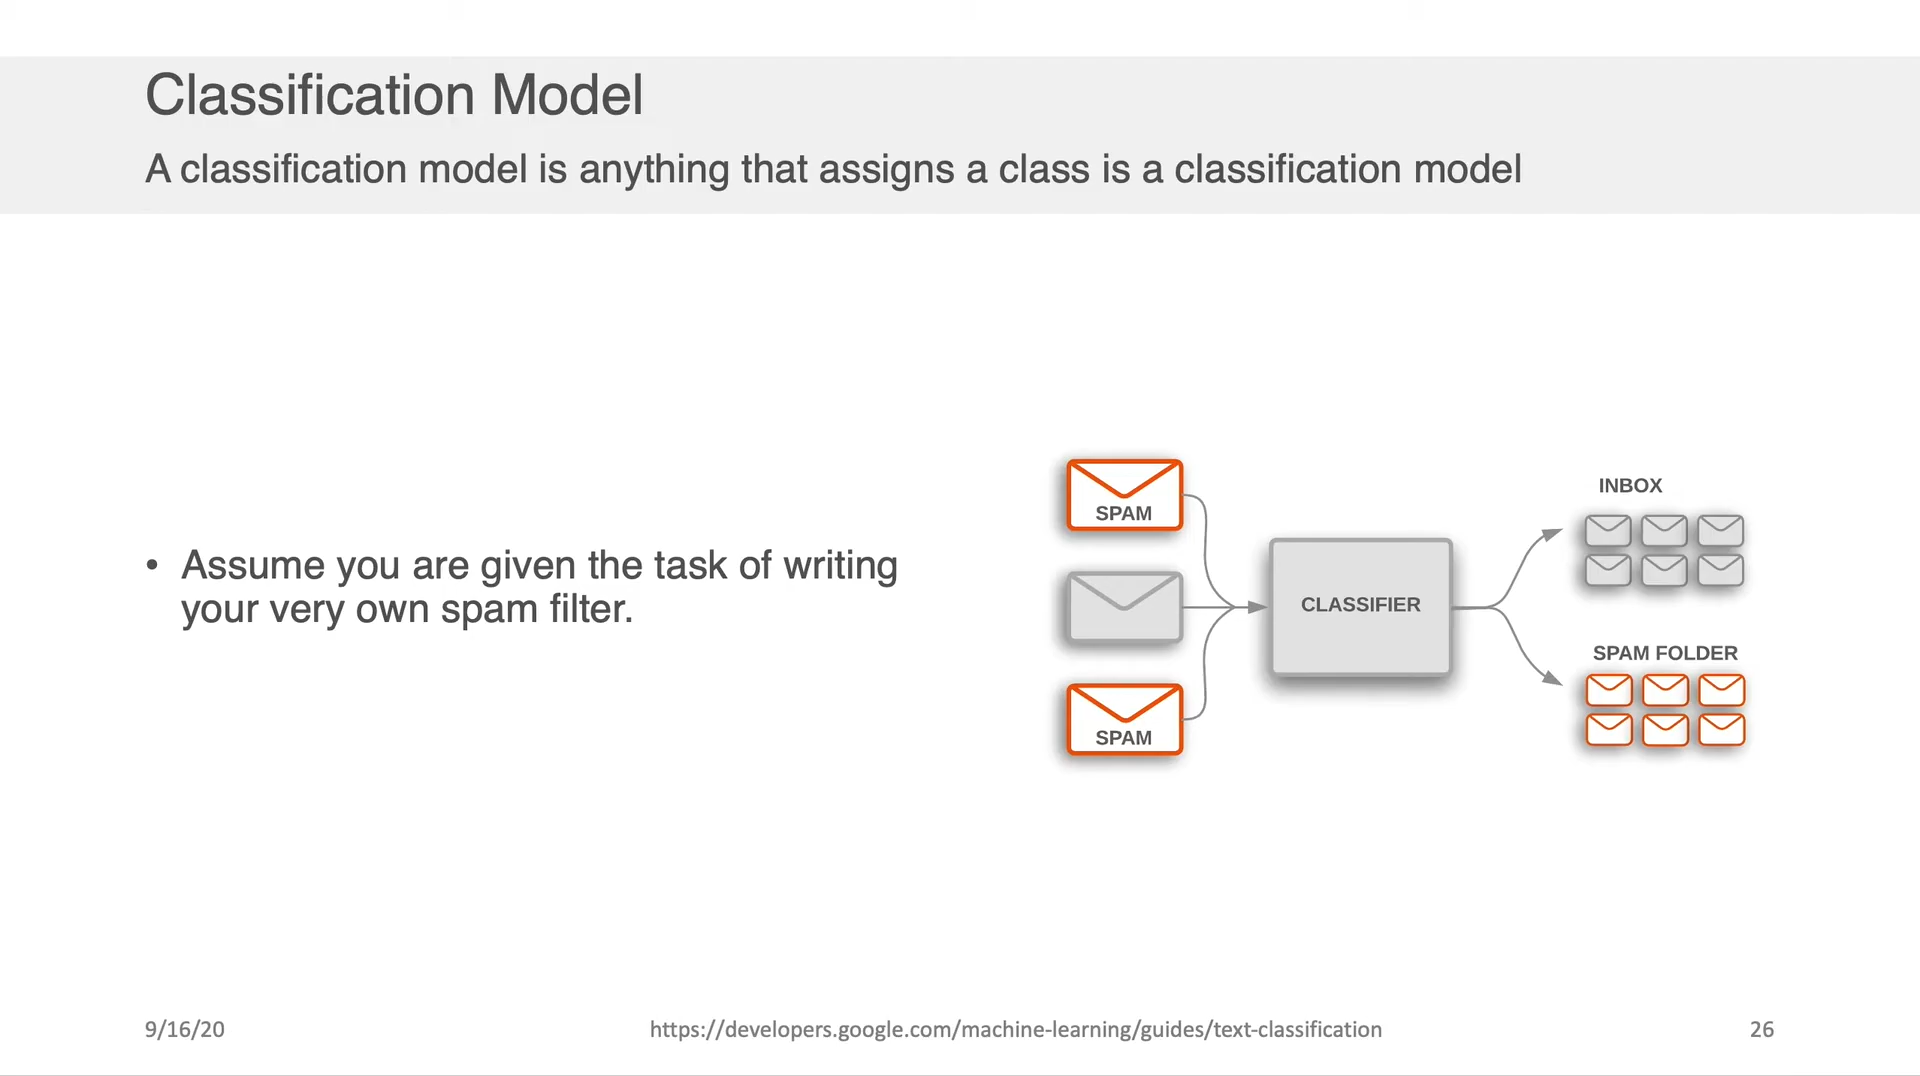 Classification Model
A classification model is anything that assigns a class is a classification model
• Assume you are given the task of writing
your very own spam filter.
SPAM
SPAM
CLASSIFIER
INBOX
SPAM FOLDER
9/16/20
https://developers.google.com/machine-learning/guides/text-classification
26